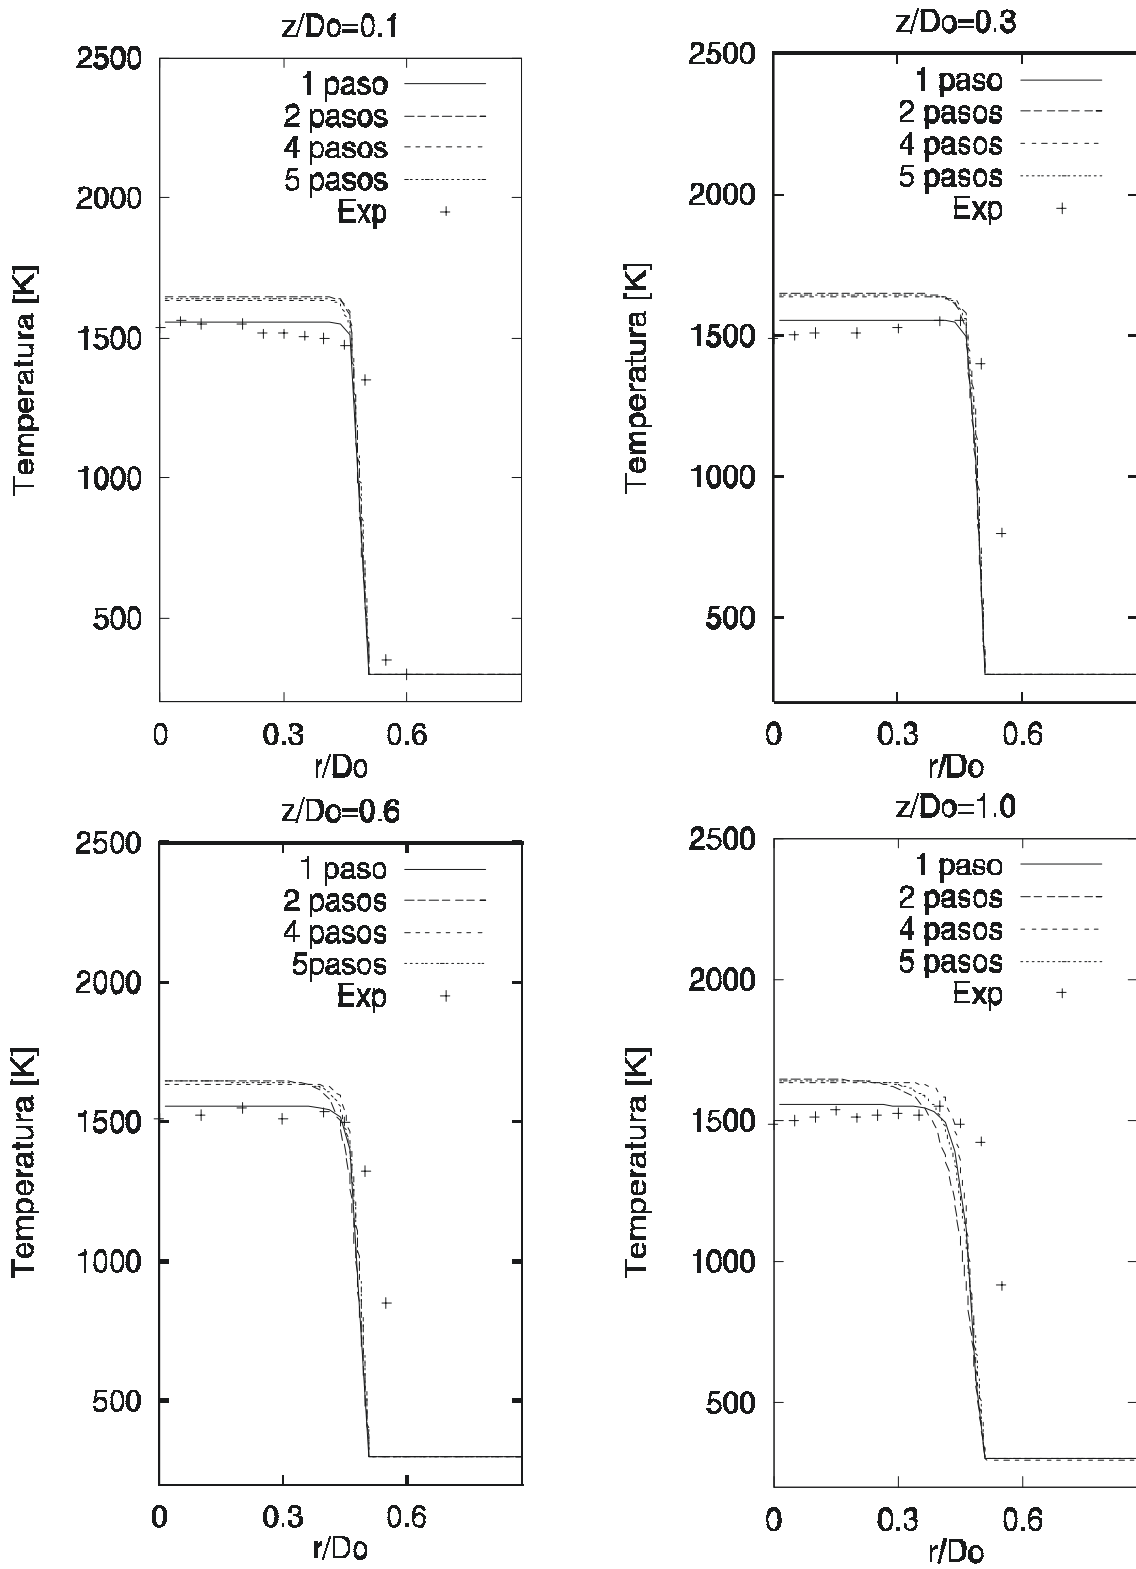 z/Do=0.1
2500
2000
1500
1000
500
Temperatura [K]
1 paso
2 pasos
4 pasos
5 pasos
Exp
0
0.3
0.6
r/Do
z/Do=0.3
2500
2000
1500
1000
500
Temperatura [K]
1 paso
2 pasos
4 pasos
5 pasos
Exp
0
0.3
0.6
r/Do
z/Do=0.6
2500
2000
1500
1000
500
Temperatura [K]
1 paso
2 pasos
4 pasos
5pasos
Exp
0
0.3
0.6
r/Do
z/Do=1.0
2500
2000
1500
1000
500
Temperatura [K]
1 paso
2 pasos
4 pasos
5 pasos
Exp
0
0.3
0.6
r/Do